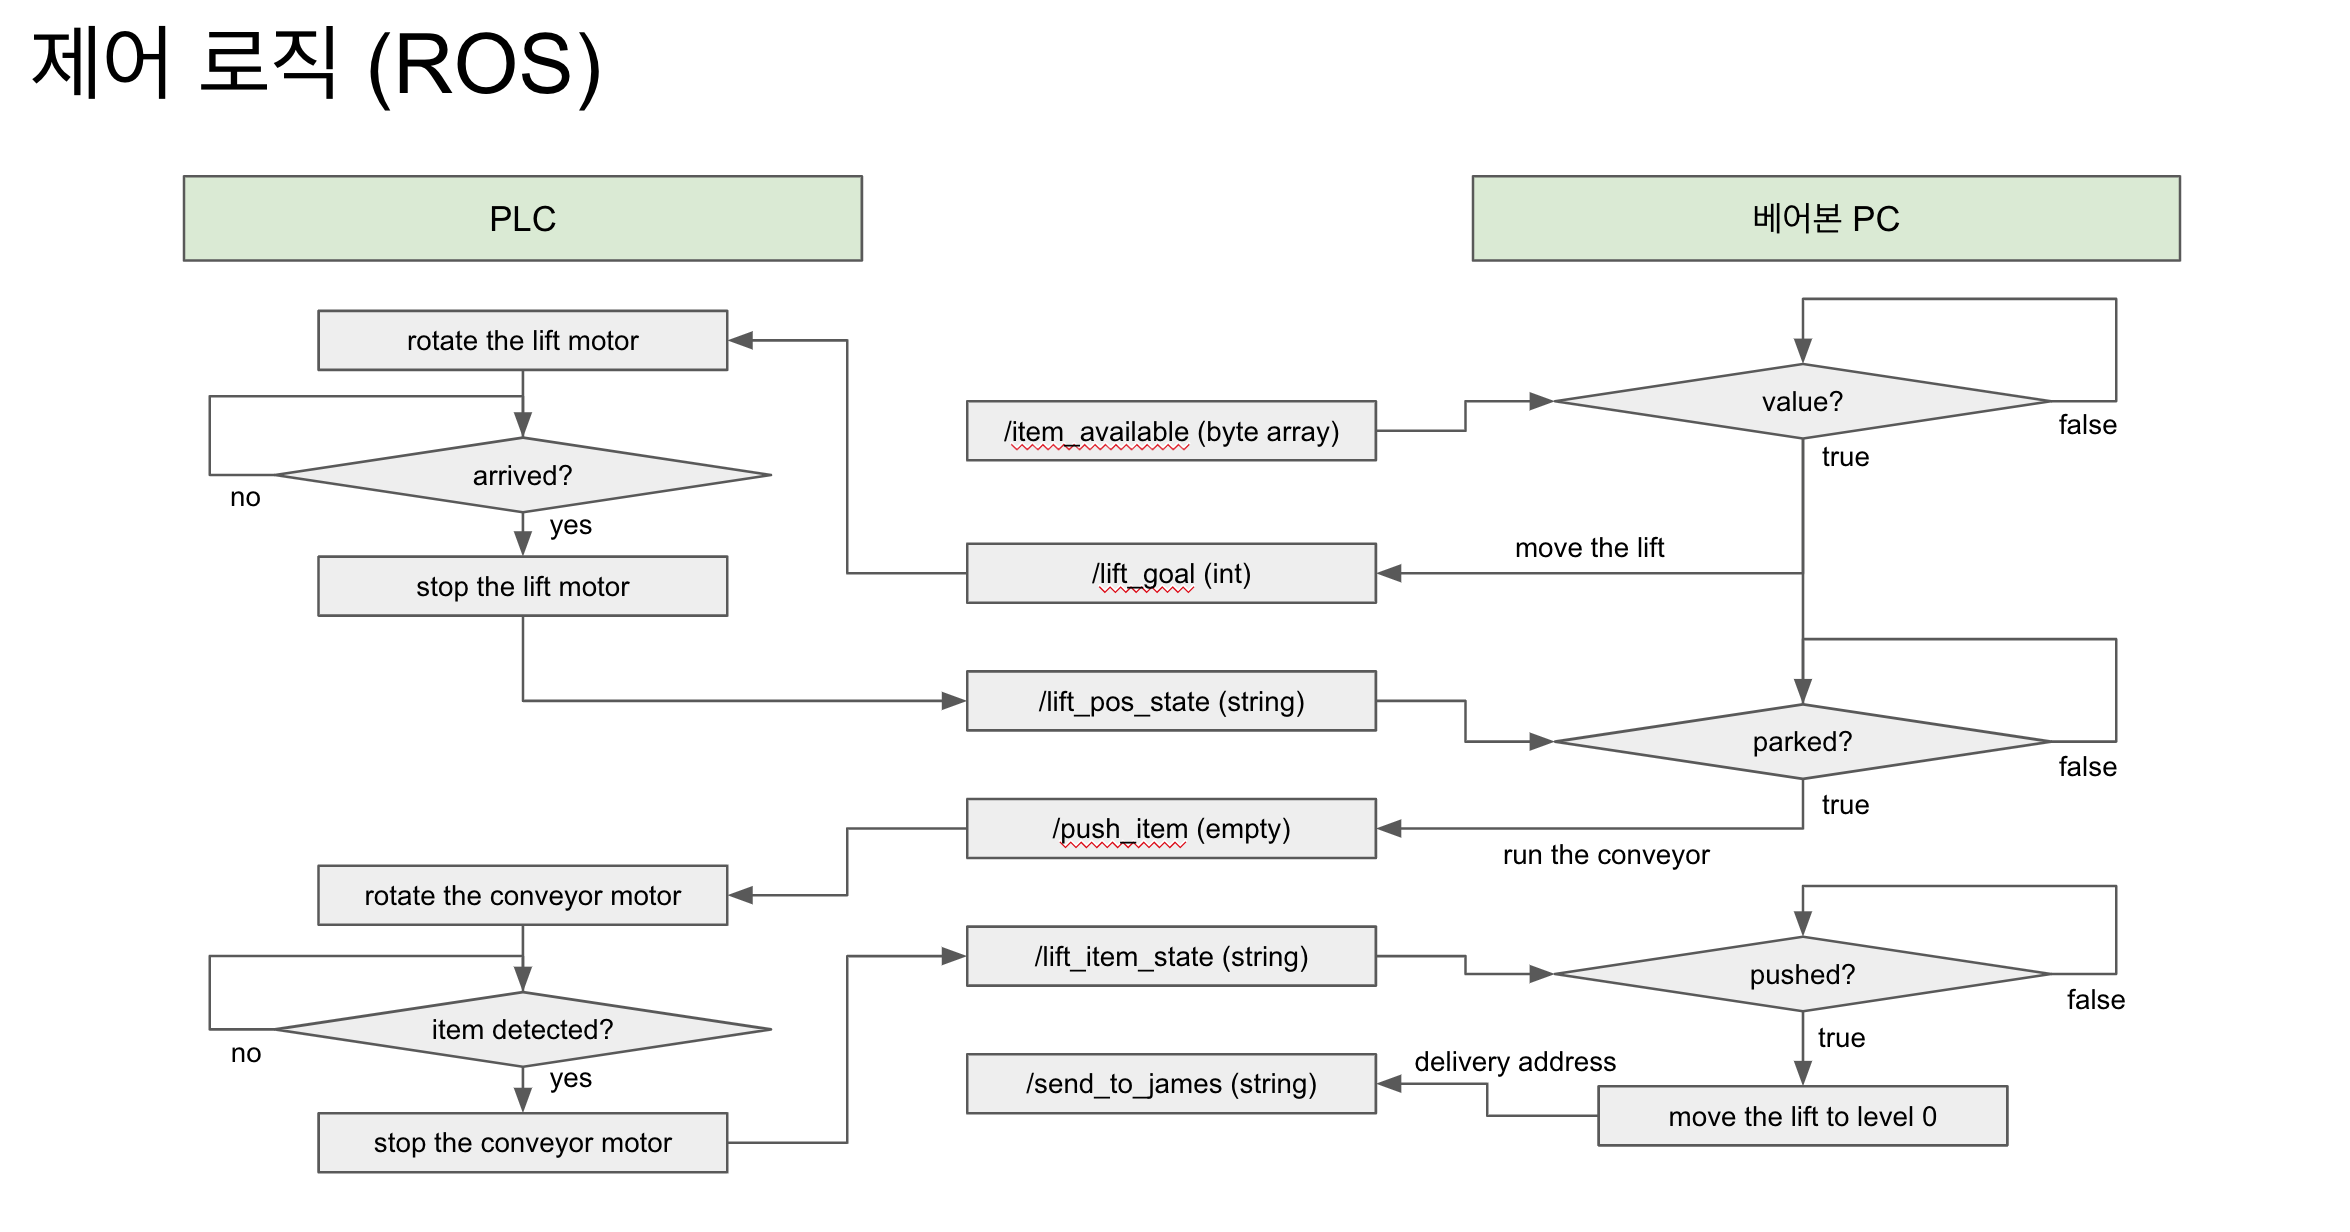 제어 로직 (ROS)
PLC
베어본 PC
rotate the lift motor
arrived?
no
yes
stop the lift motor
/item_available (byte array)
value?
false
true
move the lift
/lift_goal (int)
/lift_pos_state (string)
parked?
false
true
/push_item (empty)
run the conveyor
rotate the conveyor motor
item detected?
no
yes
stop the conveyor motor
/lift_item_state (string)
pushed?
false
true
delivery address
/send_to_james (string)
move the lift to level 0